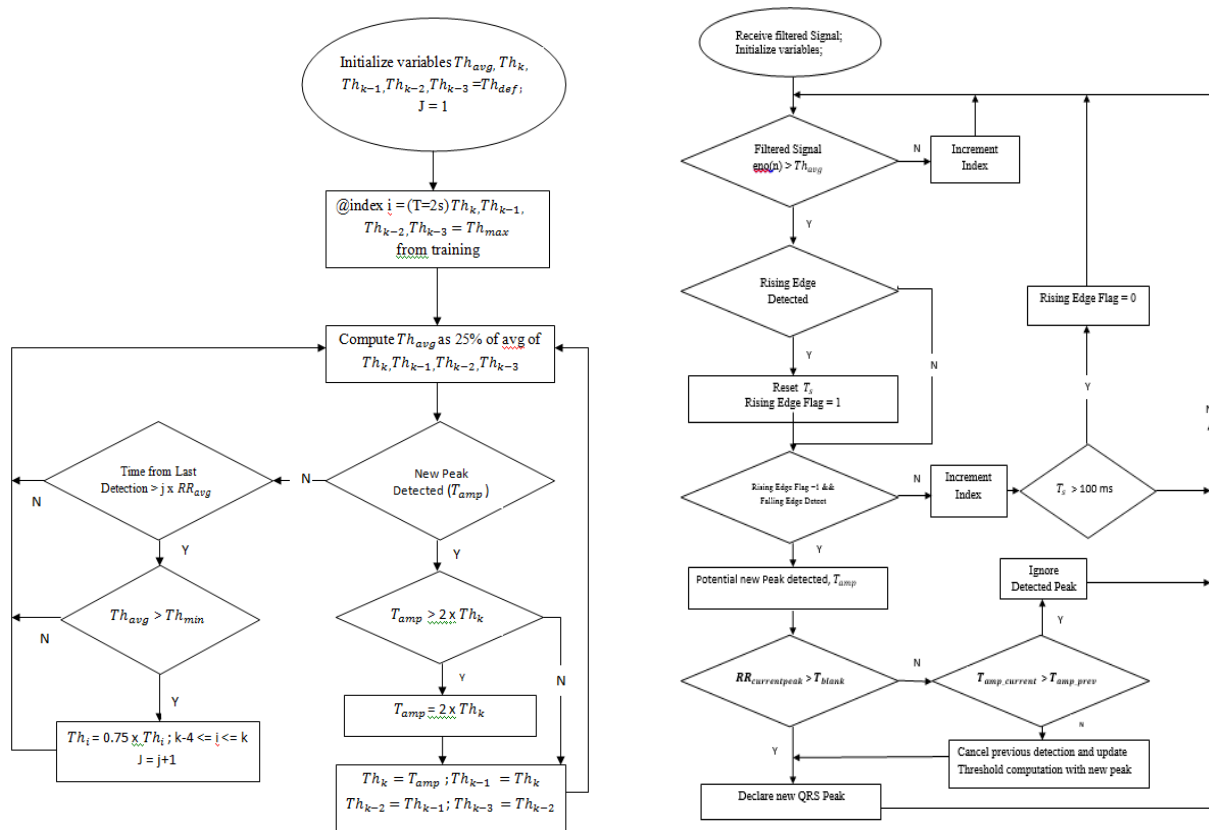 Initialize variables Th_avg, Th_k,
Th_k-1, Th_k-2, Th_k-3 =Th_def;
J = 1
@index i = (T=2s) Th_k, Th_k-1,
Th_k-2, Th_k-3 = Th_max
from training
Compute Th_avg as 25% of avg of
Th_k, Th_k-1, Th_k-2, Th_k-3
New Peak
Detected (T_amp)
N
Y
Time from Last
Detection > j x RR_avg
N
Y
Th_avg > Th_min
N
Y
Th_i = 0.75 x Th_i ; k-4 <= i <= k
J = j+1
T_amp > 2 x Th_k
N
Y
T_amp = 2 x Th_k
Th_k = T_amp ; Th_k-1 = Th_k
Th_k-2 = Th_k-1; Th_k-3 = Th_k-2
Receive filtered Signal;
Initialize variables;
Filtered Signal
eno(n) > Th_avg
N
Increment
Index
Y
Rising Edge
Detected
N
Y
Reset T_s
Rising Edge Flag = 1
Rising Edge Flag =1 &&
Falling Edge Detect
N
Increment
Index
T_s > 100 ms
Y
Rising Edge Flag = 0
N
Y
Potential new Peak detected, T_amp
RR_currentpeak > T_blank
N
T_amp_current > T_amp_prev
Y
Ignore
Detected Peak
N
Cancel previous detection and update
Threshold computation with new peak
Y
Declare new QRS Peak